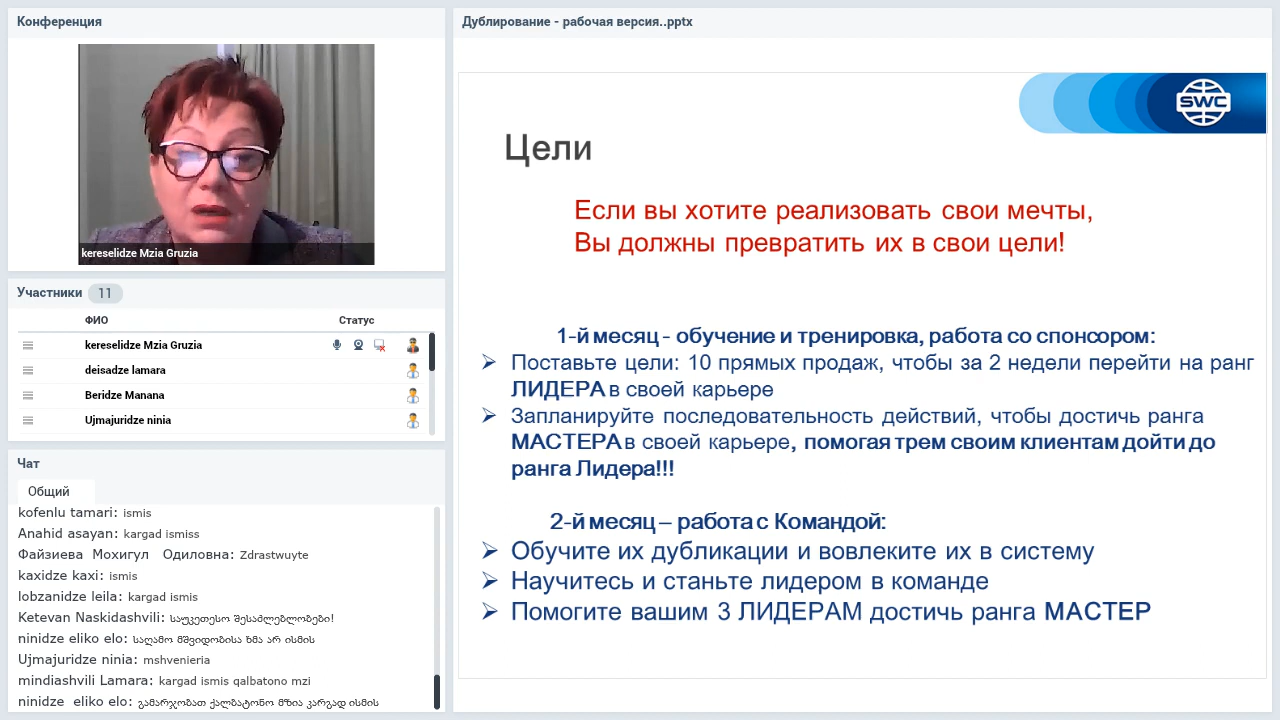 Конференция
kereselidze Mzia Gruzia
Участники 11
ФИО Статус
kereselidze Mzia Gruzia
deisadze lamara
Beridze Manana
Ujmajuridze ninia
Чат
Общий
kofenlu tamari: ismis
Anahid asayan: kargad ismiss
Файзиева Мохигул Одиловна: Zdrastwuyte
kaxidze kaxi: ismis
lobzanidze leila: kargad ismis
Ketevan Naskidashvili: საუკეთესო შესაძლებლობები!
ninidze eliko elo: საღამო მშვიდობისა ხმა არ ისმის
Ujmajuridze ninia: mshvenieria
mindiashvili Lamara: kargad ismis qalbatono mzi
ninidze eliko elo: გამარჯობათ ქალბატონო მზია კარგად ისმის
Дублирование - рабочая версия..pptx
SWC
Цели
Если вы хотите реализовать свои мечты,
Вы должны превратить их в свои цели!
1-й месяц - обучение и тренировка, работа со спонсором:
Поставьте цели: 10 прямых продаж, чтобы за 2 недели перейти на ранг
ЛИДЕРА в своей карьере
Запланируйте последовательность действий, чтобы достичь ранга
МАСТЕРА в своей карьере, помогая трем своим клиентам дойти до
ранга Лидера!!!
2-й месяц – работа с Командой:
Обучите их дубликации и вовлеките их в систему
Научитесь и станьте лидером в команде
Помогите вашим 3 ЛИДЕРАМ достичь ранга МАСТЕР